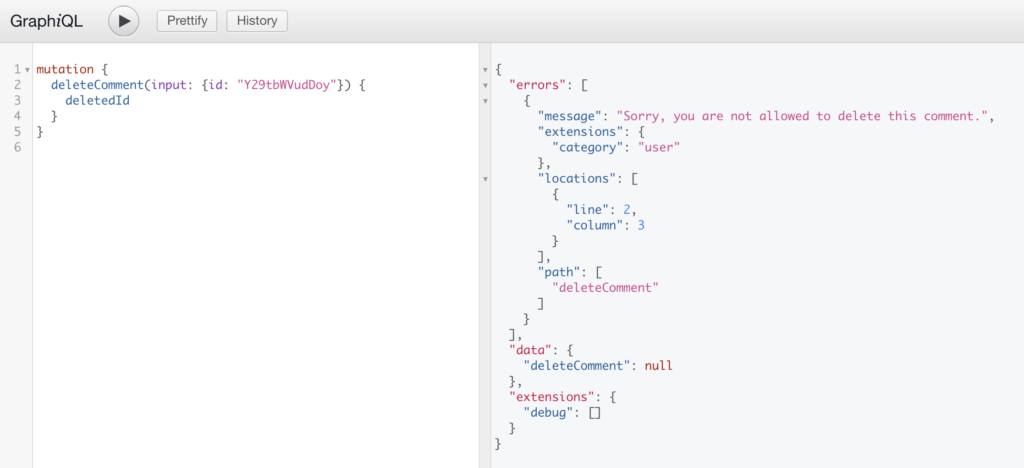 GraphiQL Prettify History
1 mutation {
2 deleteComment(input: {id: "Y29tbWVudDoy"}) {
3 deletedId
4 }
5 }
6
{
"errors": [
{
"message": "Sorry, you are not allowed to delete this comment.",
"extensions": {
"category": "user"
},
"locations": [
{
"line": 2,
"column": 3
}
],
"path": [
"deleteComment"
]
}
],
"data": {
"deleteComment": null
},
"extensions": {
"debug": []
}
}